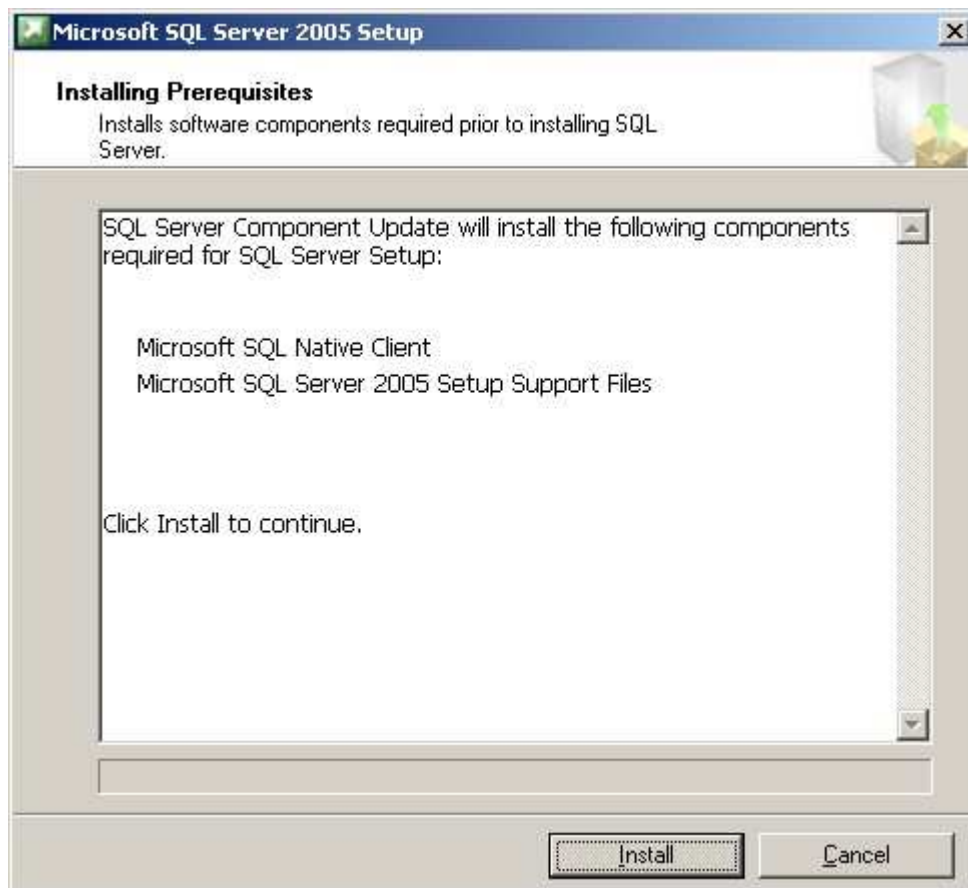 Microsoft SQL Server 2005 Setup
Installing Prerequisites
Installs software components required prior to installing SQL
Server.
SQL Server Component Update will install the following components
required for SQL Server Setup:
Microsoft SQL Native Client
Microsoft SQL Server 2005 Setup Support Files
Click Install to continue.
Install
Cancel